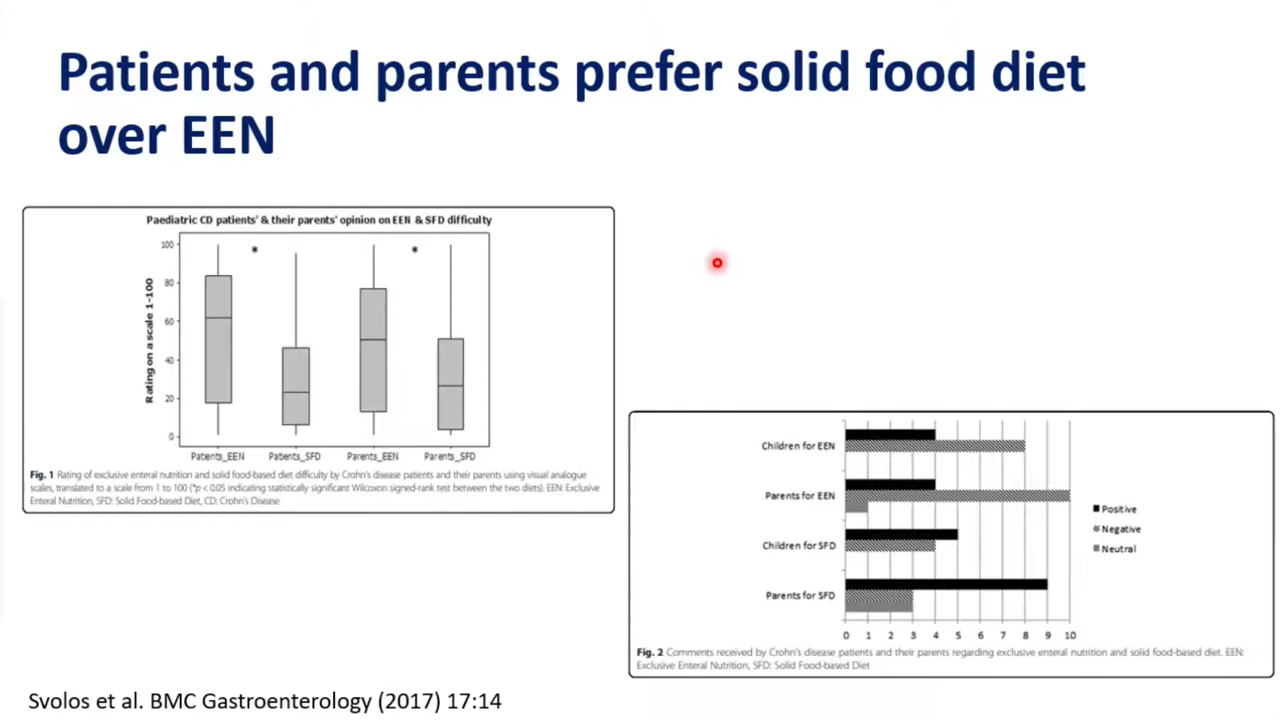 Patients and parents prefer solid food diet
over EEN
Paediatric CD patients' & their parents' opinion on EEN & SFD difficulty
Rating on a scale 1-100
100
80
60
40
20
0
*
*
Patients_EEN
Patients_SFD
Parents_EEN
Parents_SFD
Fig. 1 Rating of exclusive enteral nutrition and solid food-based diet difficulty by Crohn's disease patients and their parents using visual analogue
scales, translated to a scale from 1 to 100 (*p < 0.05 indicating statistically significant Wilcoxon signed-rank test between the two diets). EEN: Exclusive
Enteral Nutrition, SFD: Solid Food-based Diet, CD: Crohn's Disease
Children for EEN
Parents for EEN
Children for SFD
Parents for SFD
Positive
Negative
Neutral
0 1 2 3 4 5 6 7 8 9 10
Fig. 2 Comments received by Crohn's disease patients and their parents regarding exclusive enteral nutrition and solid food-based diet. EEN:
Exclusive Enteral Nutrition, SFD: Solid Food-based Diet
Svolos et al. BMC Gastroenterology (2017) 17:14